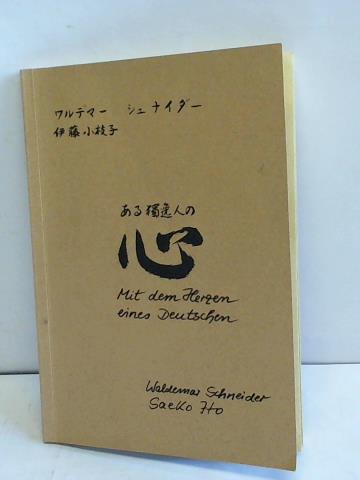 ワルデマー シュナイダー
伊藤小枝子
ある獨逸人の
心
Mit dem Herzen
eines Deutschen
Waldemar Schneider
Saeko Ito